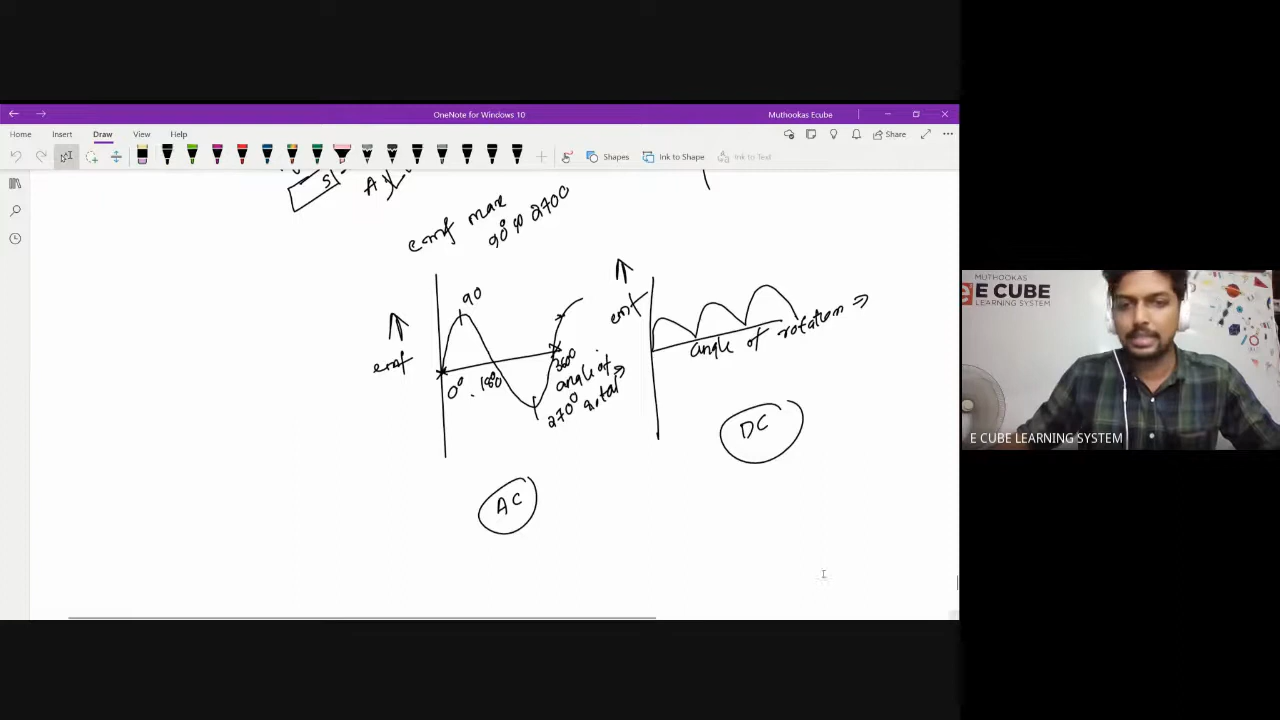 OneNote for Windows 10
Muthookas Ecube
Home Insert Draw View Help
Share
Shapes
Ink to Shape
Ink to Text
S
A
emf max
90° & 270°
emf
90
0°
180
360
270°
angle of
rotat
AC
emf
angle of rotation
DC
MUTHOOKAS
E CUBE
LEARNING SYSTEM
E CUBE LEARNING SYSTEM